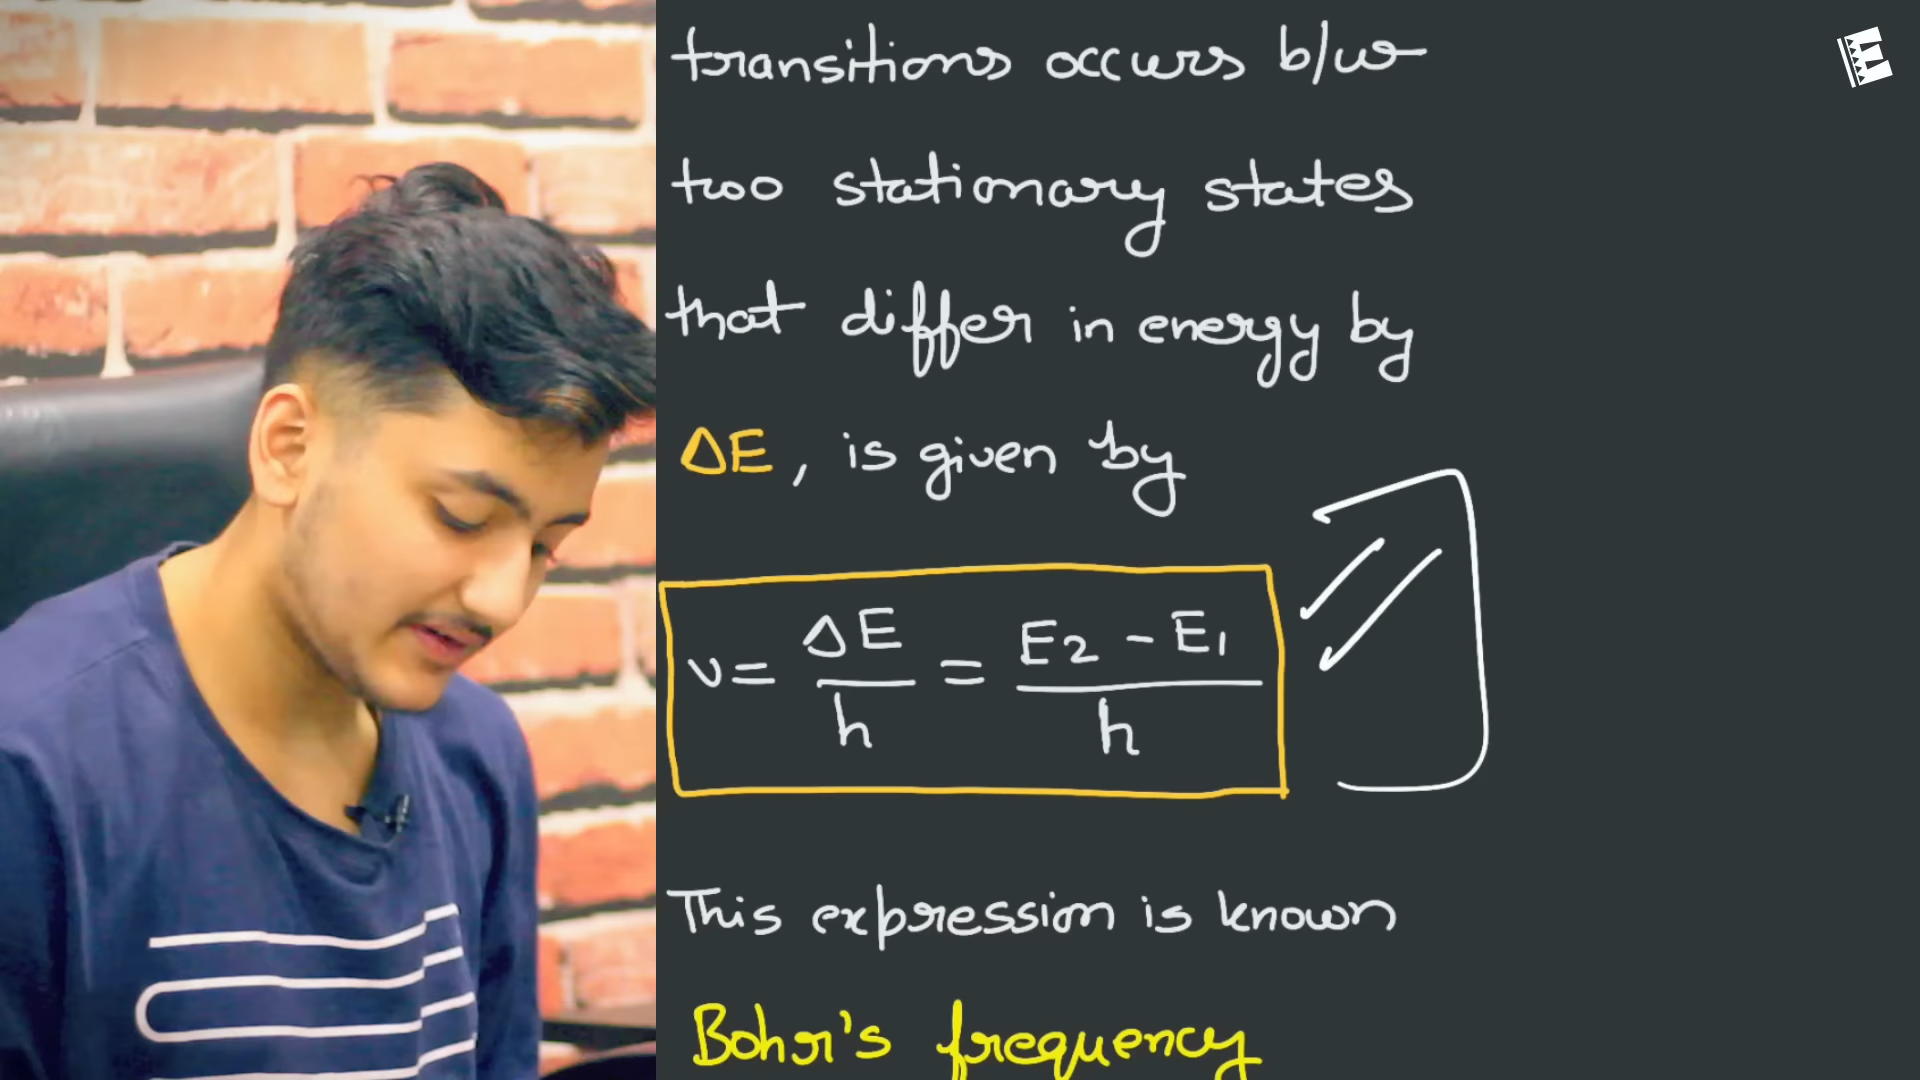 transitions occurs b/w
two stationary states
that differ in energy by
ΔE, is given by
ν = ΔE/h = E2 - E1/h
This expression is known
Bohr's frequency